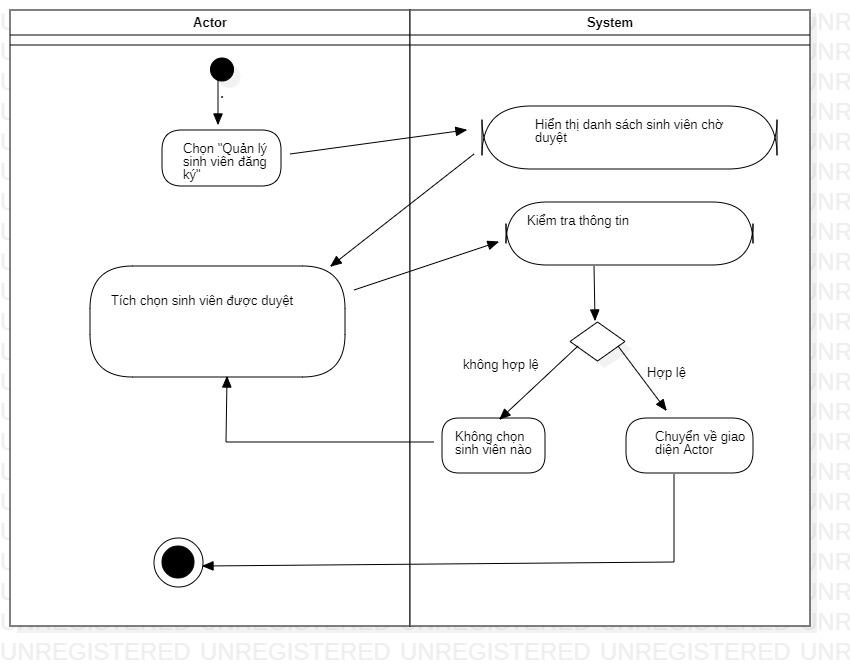 Actor
System
Chọn "Quản lý
sinh viên đăng
ký"
Hiển thị danh sách sinh viên chờ
duyệt
Kiểm tra thông tin
Tích chọn sinh viên được duyệt
không hợp lệ
Hợp lệ
Không chọn
sinh viên nào
Chuyển về giao
diện Actor
UNREGISTERED UNREGISTERED UNREGISTERED UNREGISTERED UNR